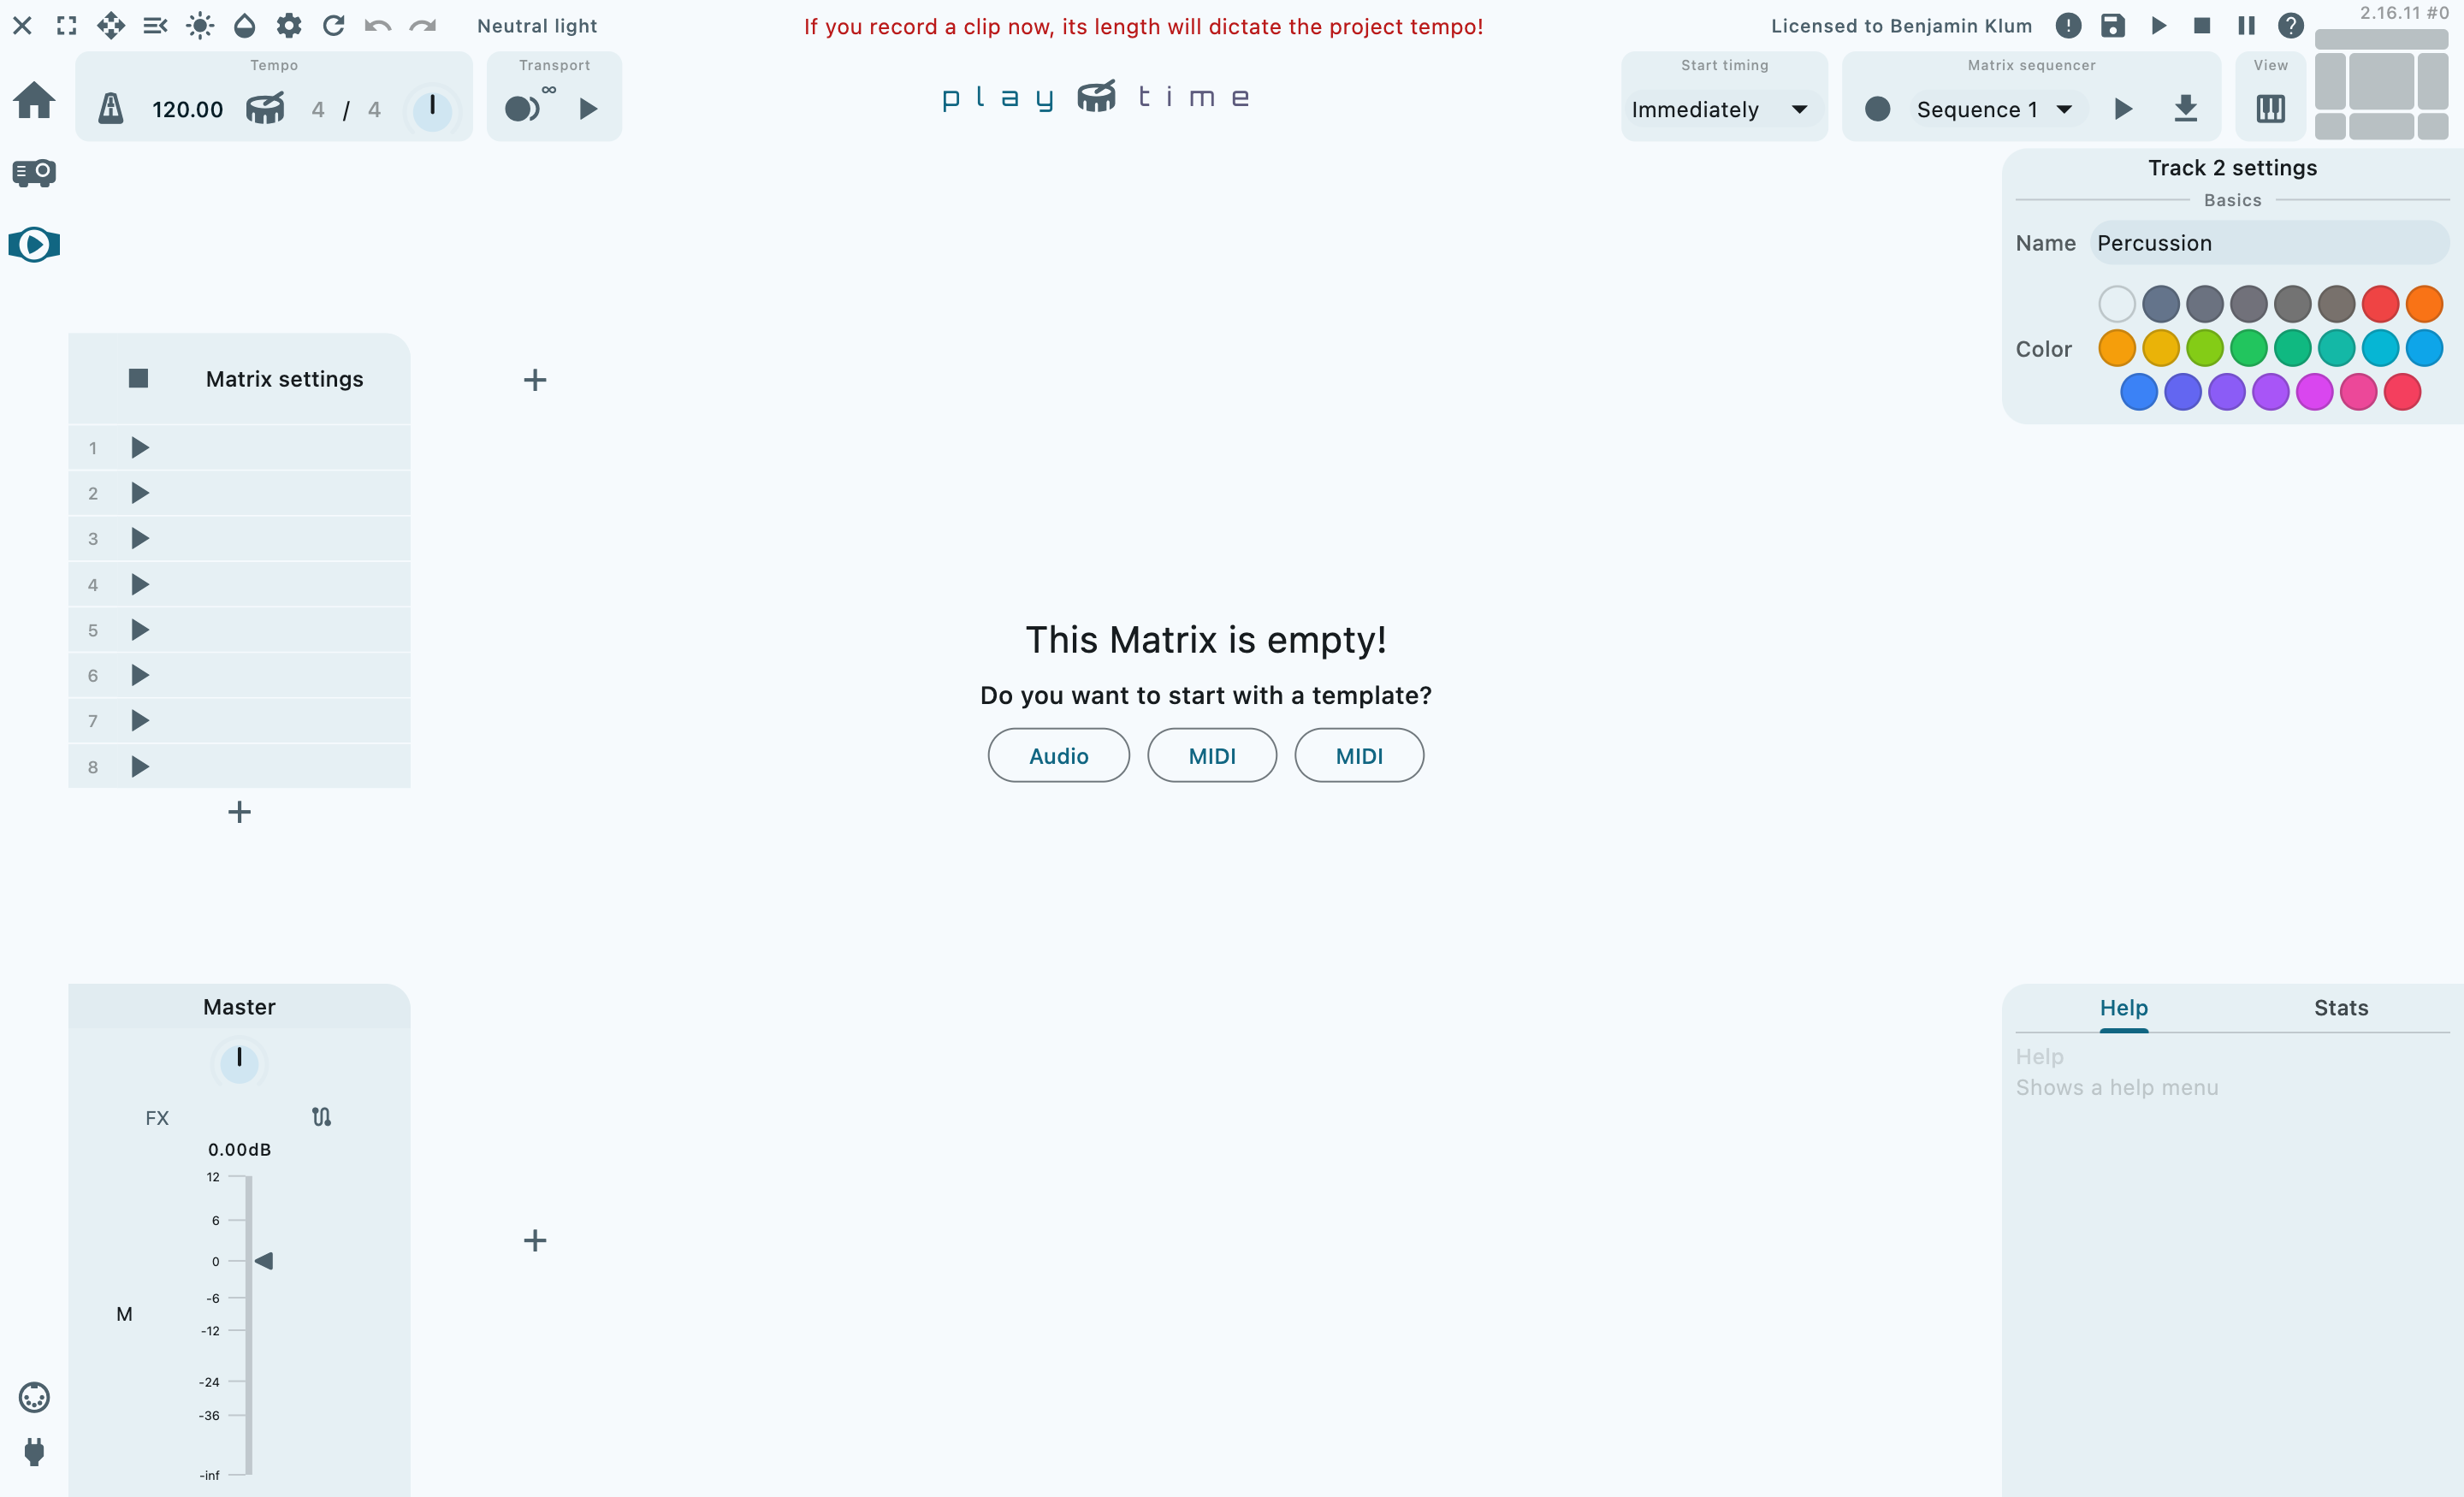 Neutral light
If you record a clip now, its length will dictate the project tempo!
Licensed to Benjamin Klum
2.16.11 #0
Tempo
120.00
4 / 4
Transport
∞
play time
Start timing
Immediately
Matrix sequencer
Sequence 1
View
Track 2 settings
Basics
Name
Percussion
Color
Matrix settings
1
2
3
4
5
6
7
8
This Matrix is empty!
Do you want to start with a template?
Audio
MIDI
MIDI
Master
FX
0.00dB
12
6
0
-6
-12
-24
-36
-inf
M
Help
Stats
Help
Shows a help menu